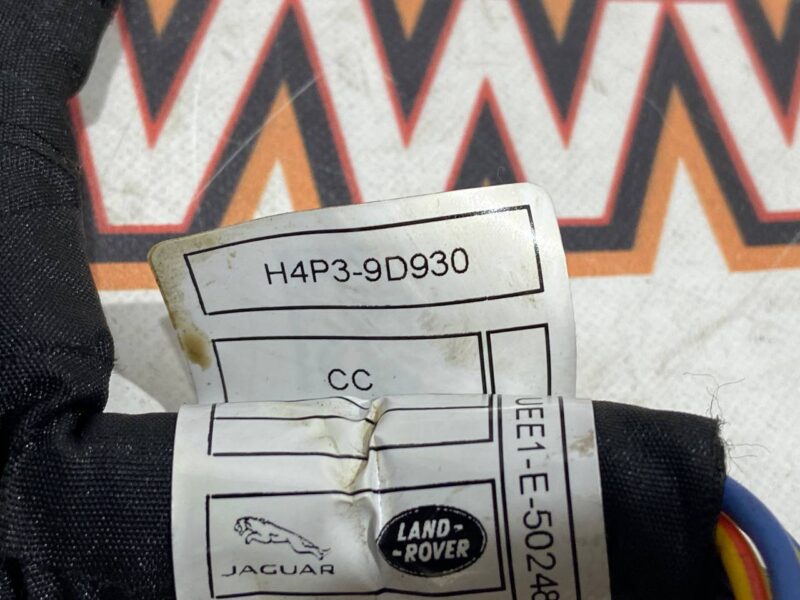 H4P3-9D930
CC
UEE1-E-50248
JAGUAR
LAND-
-ROVER